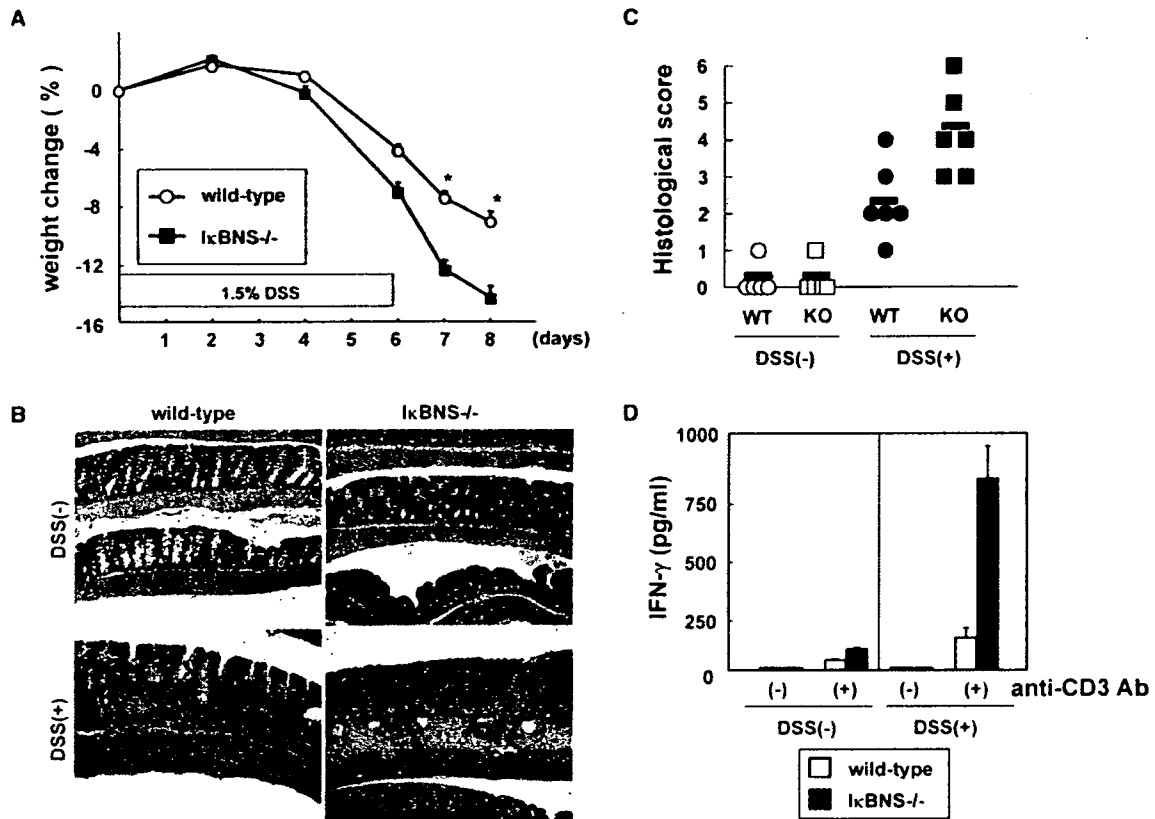 A
weight change ( % )
0
-4
-8
-12
-16
wild-type
IκBNS-/-
* *
1.5% DSS
1 2 3 4 5 6 7 8 (days)
C
Histological score
6
5
4
3
2
1
0
WT KO WT KO
DSS(-) DSS(+)
B
wild-type IκBNS-/-
DSS(-)
DSS(+)
D
IFN-γ (pg/ml)
1000
750
500
250
0
(-) (+) (-) (+) anti-CD3 Ab
DSS(-) DSS(+)
wild-type
IκBNS-/-